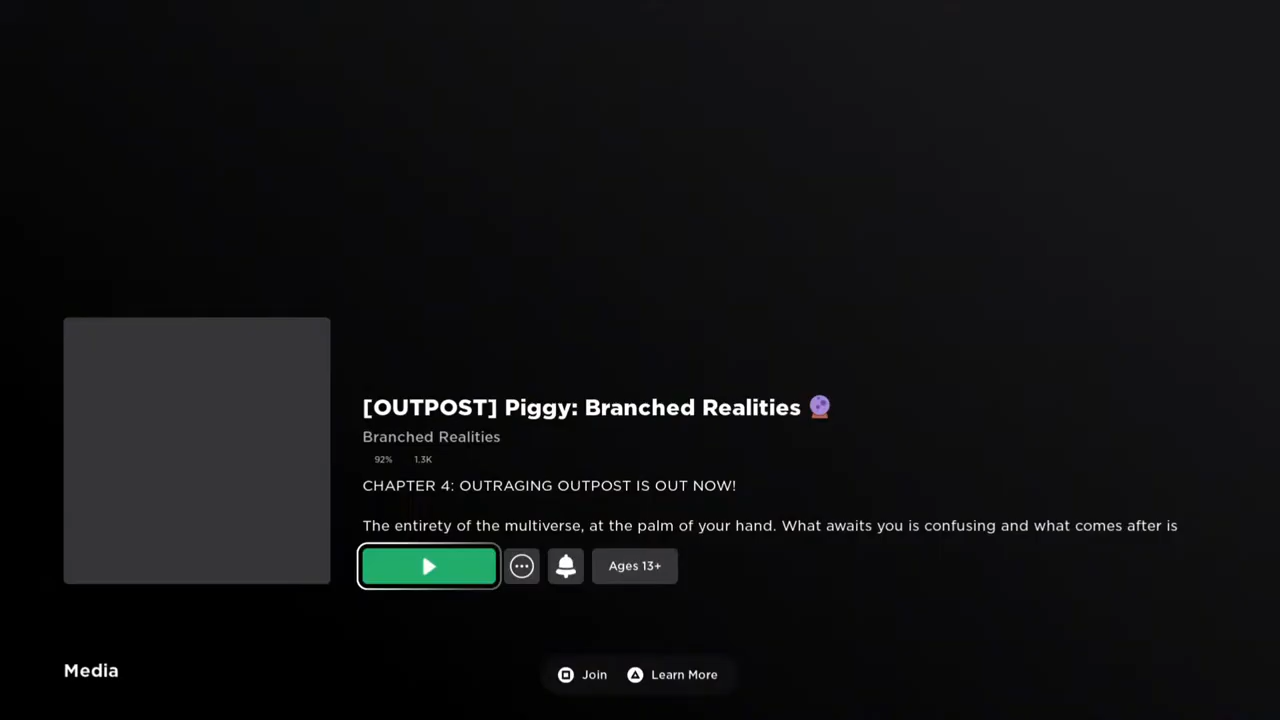 [OUTPOST] Piggy: Branched Realities 🔮
Branched Realities
92% 1.3K
CHAPTER 4: OUTRAGING OUTPOST IS OUT NOW!
The entirety of the multiverse, at the palm of your hand. What awaits you is confusing and what comes after is
Ages 13+
Media
Join Learn More